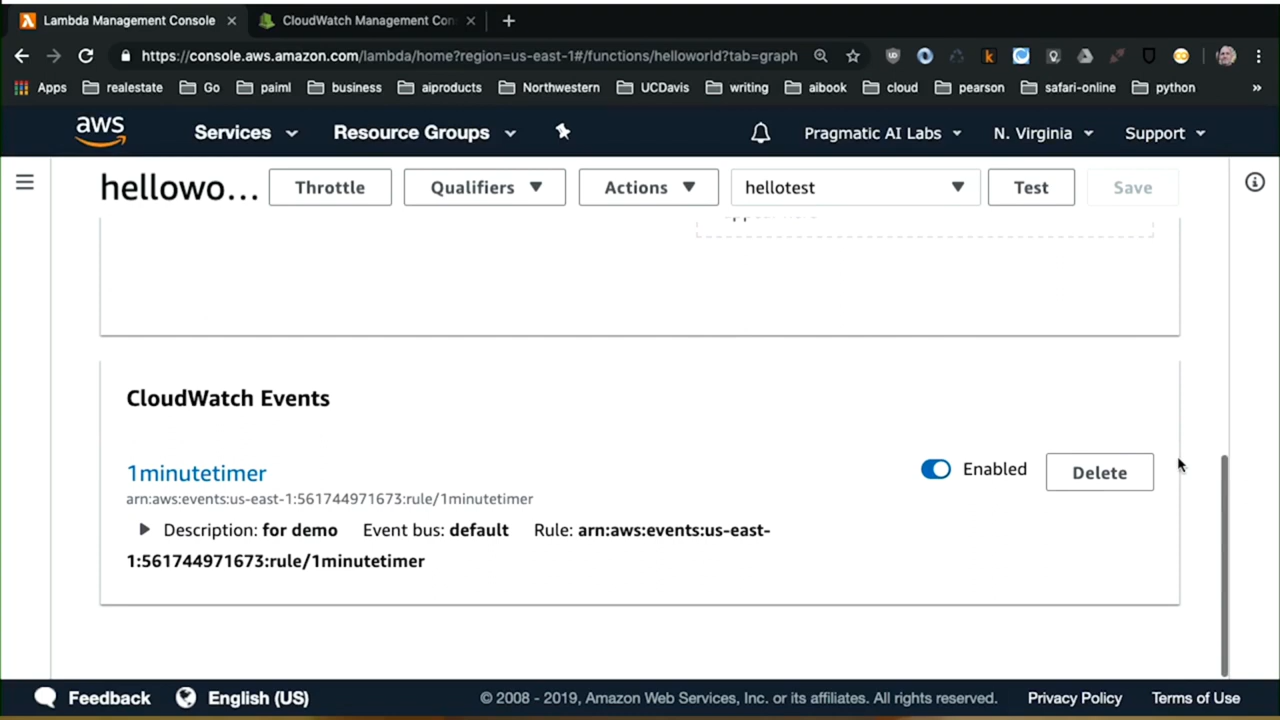 Lambda Management Console
CloudWatch Management Con
https://console.aws.amazon.com/lambda/home?region=us-east-1#/functions/helloworld?tab=graph
Apps realestate Go paiml business aiproducts Northwestern UCDavis writing aibook cloud pearson safari-online python »
aws Services Resource Groups Pragmatic AI Labs N. Virginia Support
hellowo... Throttle Qualifiers Actions hellotest Test Save
CloudWatch Events
1minutetimer
Enabled Delete
arn:aws:events:us-east-1:561744971673:rule/1minutetimer
Description: for demo Event bus: default Rule: arn:aws:events:us-east-
1:561744971673:rule/1minutetimer
Feedback English (US) © 2008 - 2019, Amazon Web Services, Inc. or its affiliates. All rights reserved. Privacy Policy Terms of Use